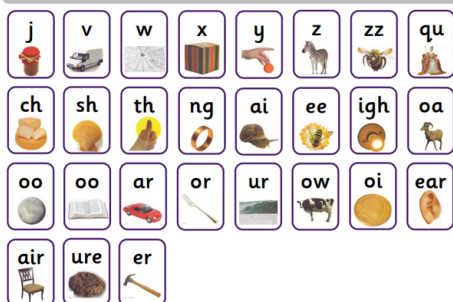 j v w x y z zz qu
ch sh th ng ai ee igh oa
oo oo ar or ur ow oi ear
air ure er